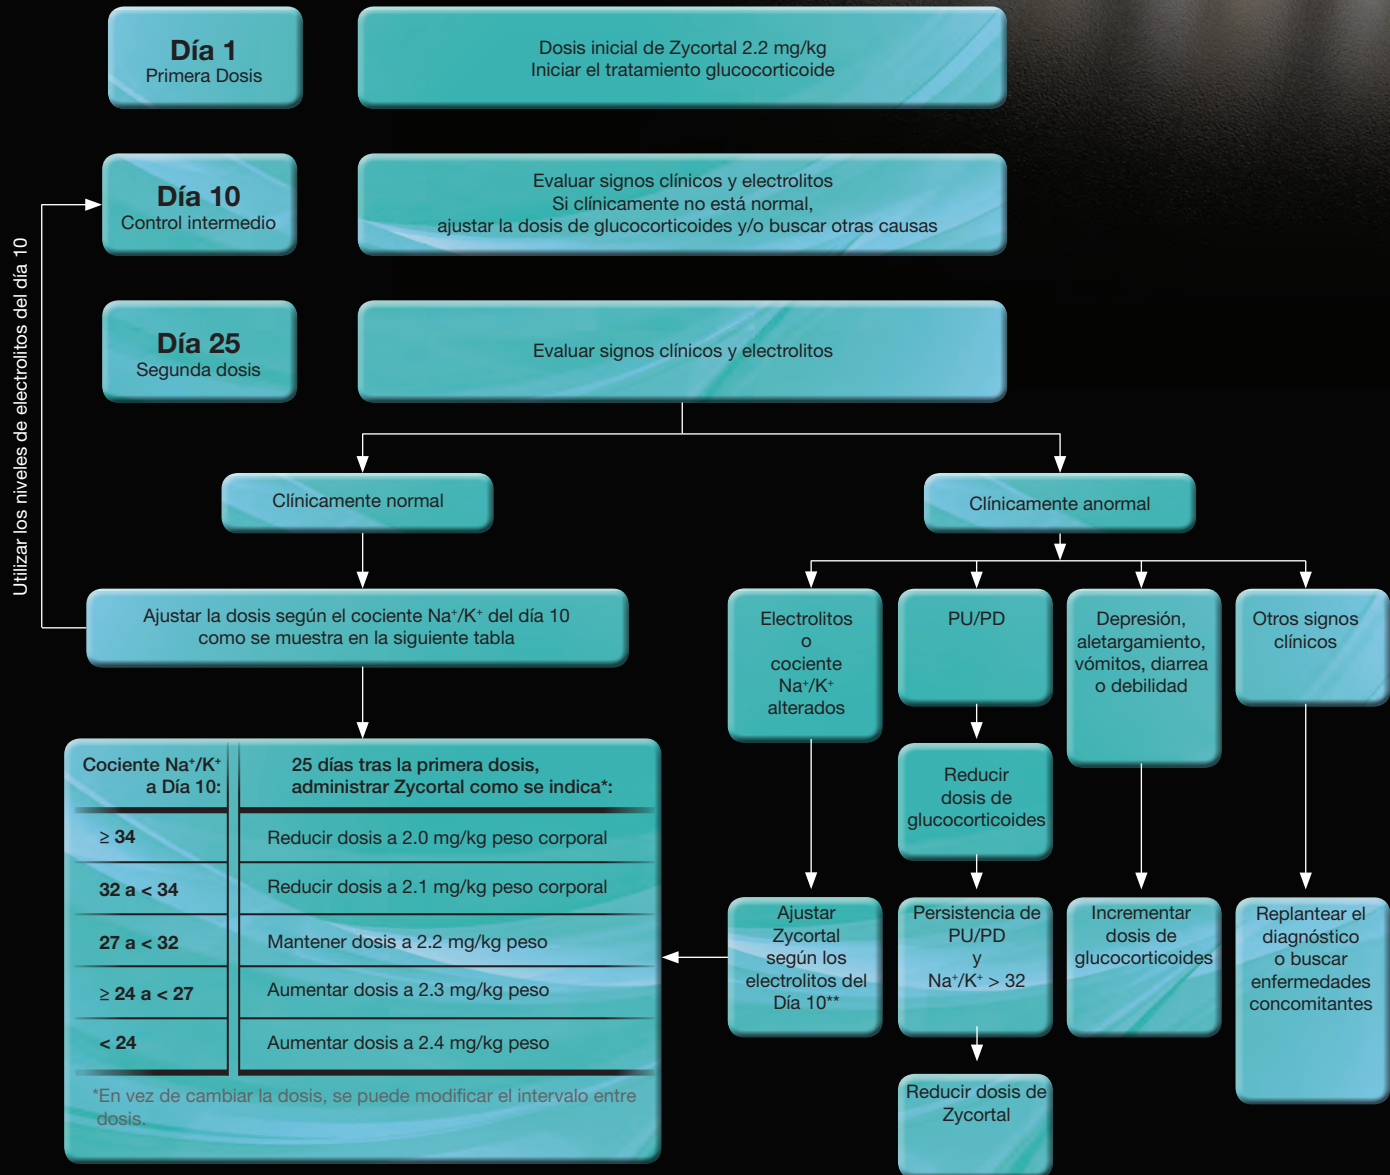 Día 1
Primera Dosis
Dosis inicial de Zycortal 2.2 mg/kg
Iniciar el tratamiento glucocorticoide
Día 10
Control intermedio
Evaluar signos clínicos y electrolitos
Si clínicamente no está normal,
ajustar la dosis de glucocorticoides y/o buscar otras causas
Día 25
Segunda dosis
Evaluar signos clínicos y electrolitos
Utilizar los niveles de electrolitos del día 10
Clínicamente normal
Ajustar la dosis según el cociente Na⁺/K⁺ del día 10
como se muestra en la siguiente tabla
Cociente Na⁺/K⁺
a Día 10:
25 días tras la primera dosis,
administrar Zycortal como se indica*:
≥ 34
Reducir dosis a 2.0 mg/kg peso corporal
32 a < 34
Reducir dosis a 2.1 mg/kg peso corporal
27 a < 32
Mantener dosis a 2.2 mg/kg peso
≥ 24 a < 27
Aumentar dosis a 2.3 mg/kg peso
< 24
Aumentar dosis a 2.4 mg/kg peso
*En vez de cambiar la dosis, se puede modificar el intervalo entre
dosis.
Clínicamente anormal
Electrolitos
o
cociente
Na⁺/K⁺
alterados
Ajustar
Zycortal
según los
electrolitos del
Día 10**
PU/PD
Reducir
dosis de
glucocorticoides
Persistencia de
PU/PD
y
Na⁺/K⁺ > 32
Reducir dosis de
Zycortal
Depresión,
aletargamiento,
vómitos, diarrea
o debilidad
Incrementar
dosis de
glucocorticoides
Otros signos
clínicos
Replantear el
diagnóstico
o buscar
enfermedades
concomitantes